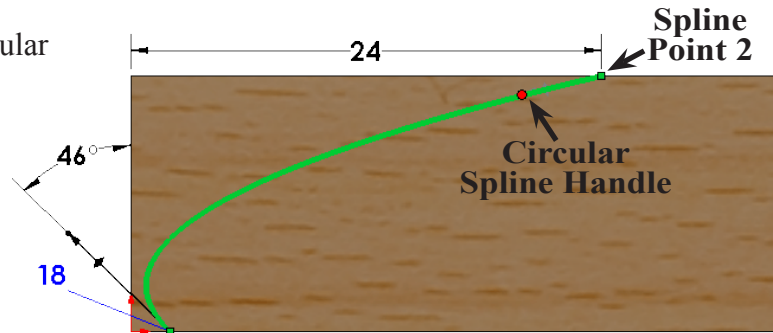 Spline
Point 2
ular
24
Circular
Spline Handle
46°
18